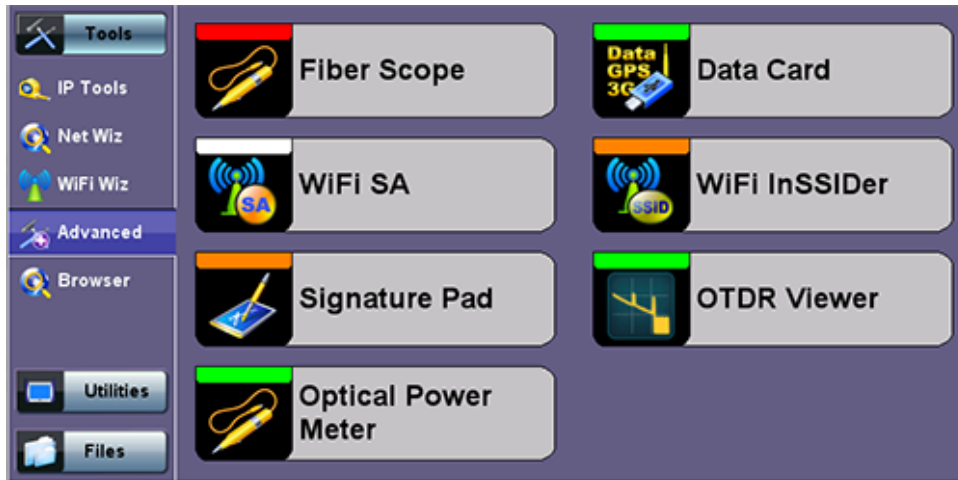 Tools
IP Tools
Net Wiz
WiFi Wiz
Advanced
Browser
Utilities
Files
Fiber Scope
Data
GPS
3G
Data Card
SA
WiFi SA
SSID
WiFi InSSIDer
Signature Pad
OTDR Viewer
Optical Power
Meter